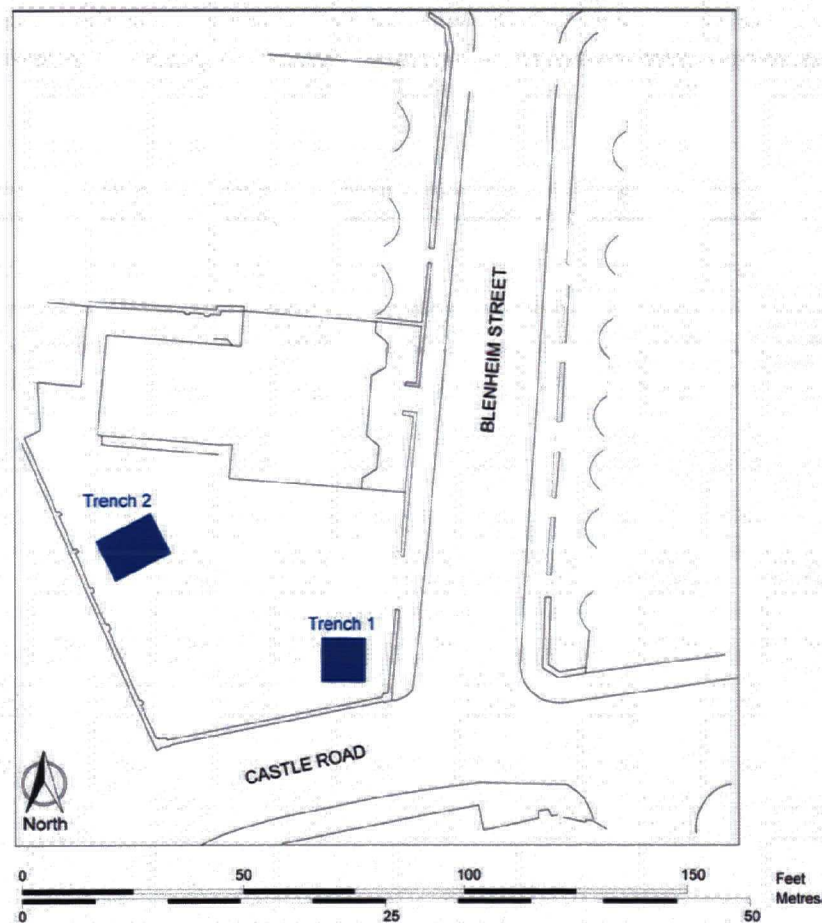 BLENHEIM STREET
Trench 2
Trench 1
CASTLE ROAD
North
0 50 100 150 Feet
0 25 50 Metres